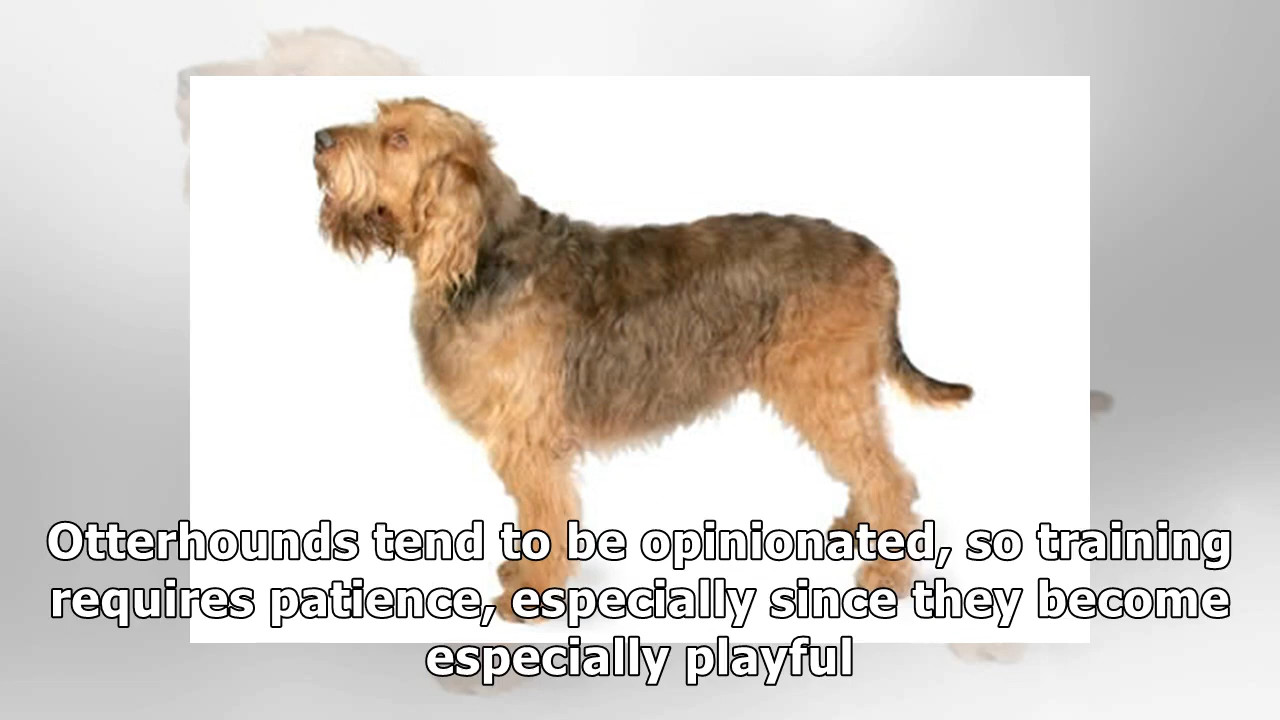 Otterhounds tend to be opinionated, so training
requires patience, especially since they become
especially playful